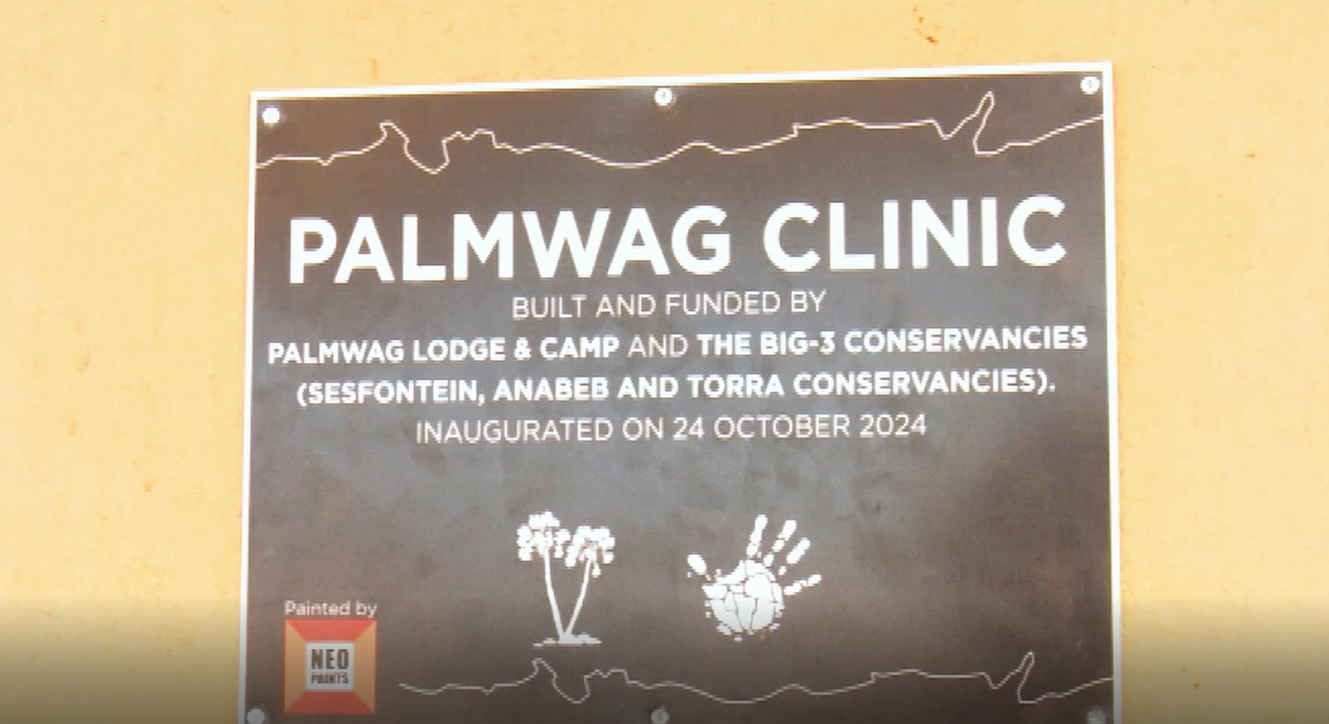 PALMWAG CLINIC
BUILT AND FUNDED BY
PALMWAG LODGE & CAMP AND THE BIG-3 CONSERVANCIES
(SESFONTEIN, ANABEB AND TORRA CONSERVANCIES).
INAUGURATED ON 24 OCTOBER 2024
Painted by
NEO
PAINTS